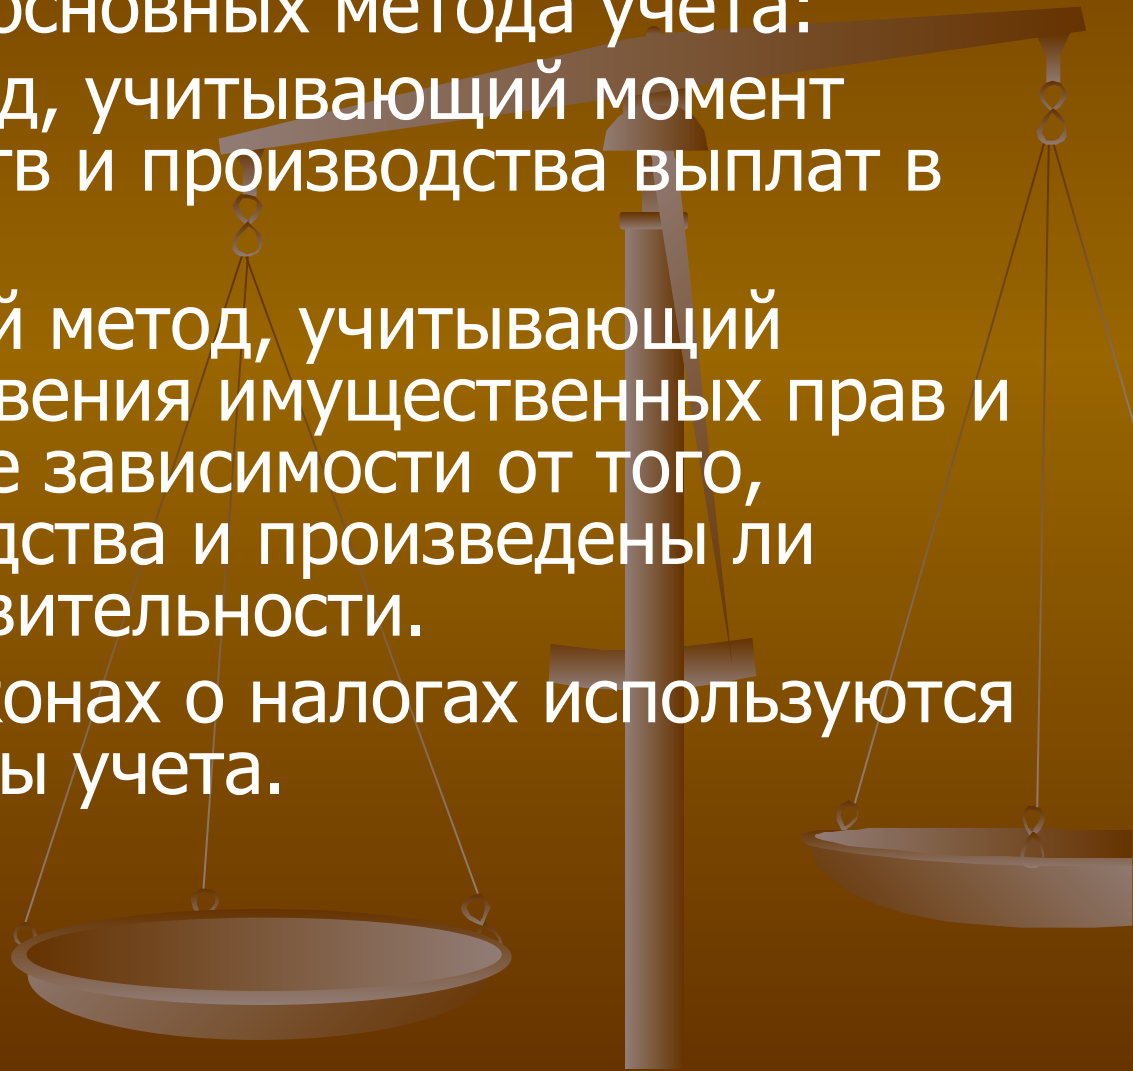 основных метода учета:
д, учитывающий момент
тв и производства выплат в
й метод, учитывающий
вения имущественных прав и
е зависимости от того,
дства и произведены ли
вительности.
конах о налогах используются
ы учета.